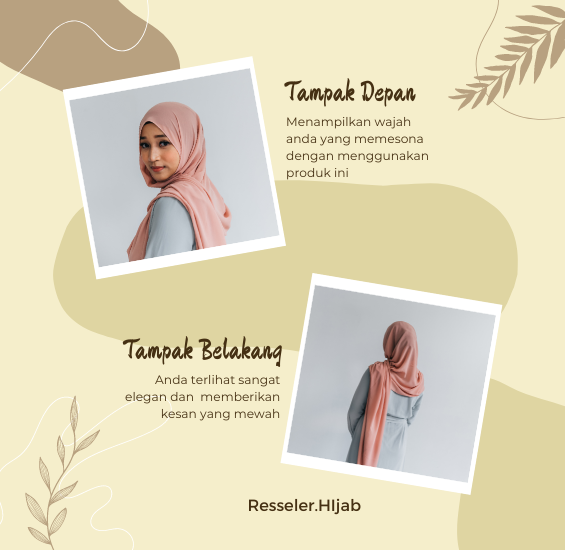 Tampak Depan
Menampilkan wajah
anda yang memesona
dengan menggunakan
produk ini
Tampak Belakang
Anda terlihat sangat
elegan dan  memberikan
kesan yang mewah
Resseler.HIjab